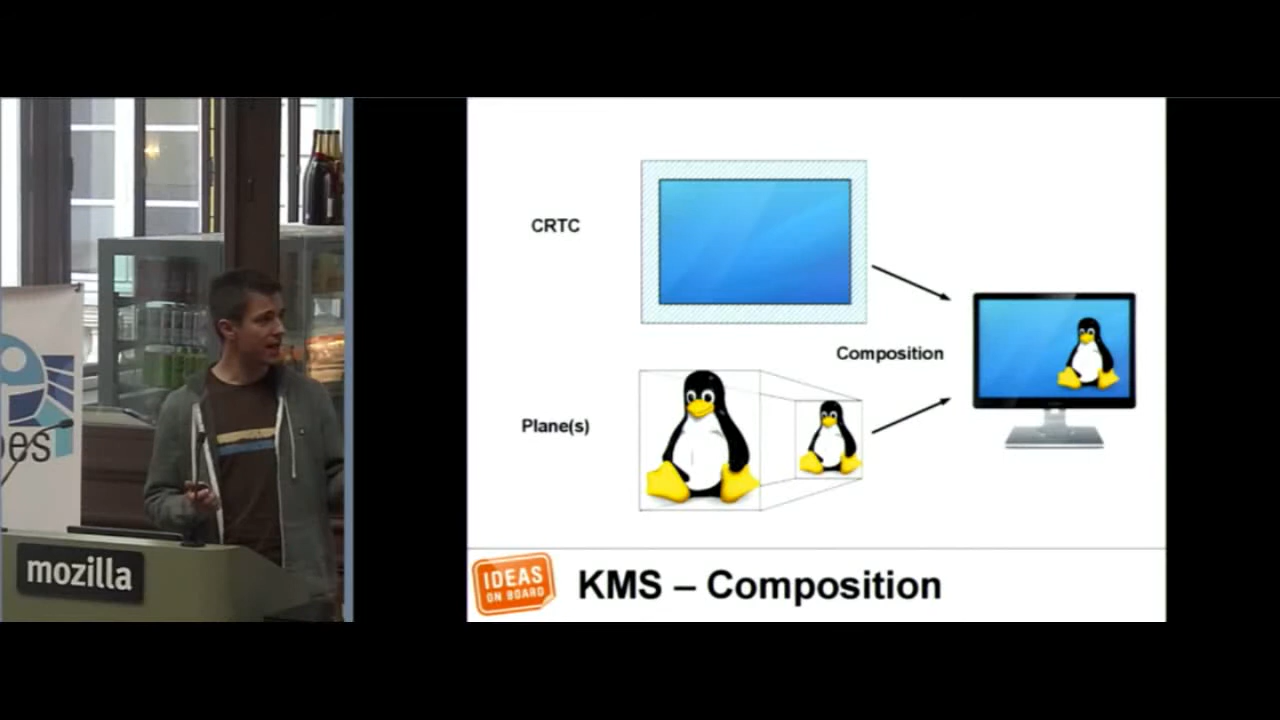 CRTC
Composition
Plane(s)
IDEAS
ON BOARD
KMS – Composition
mozilla